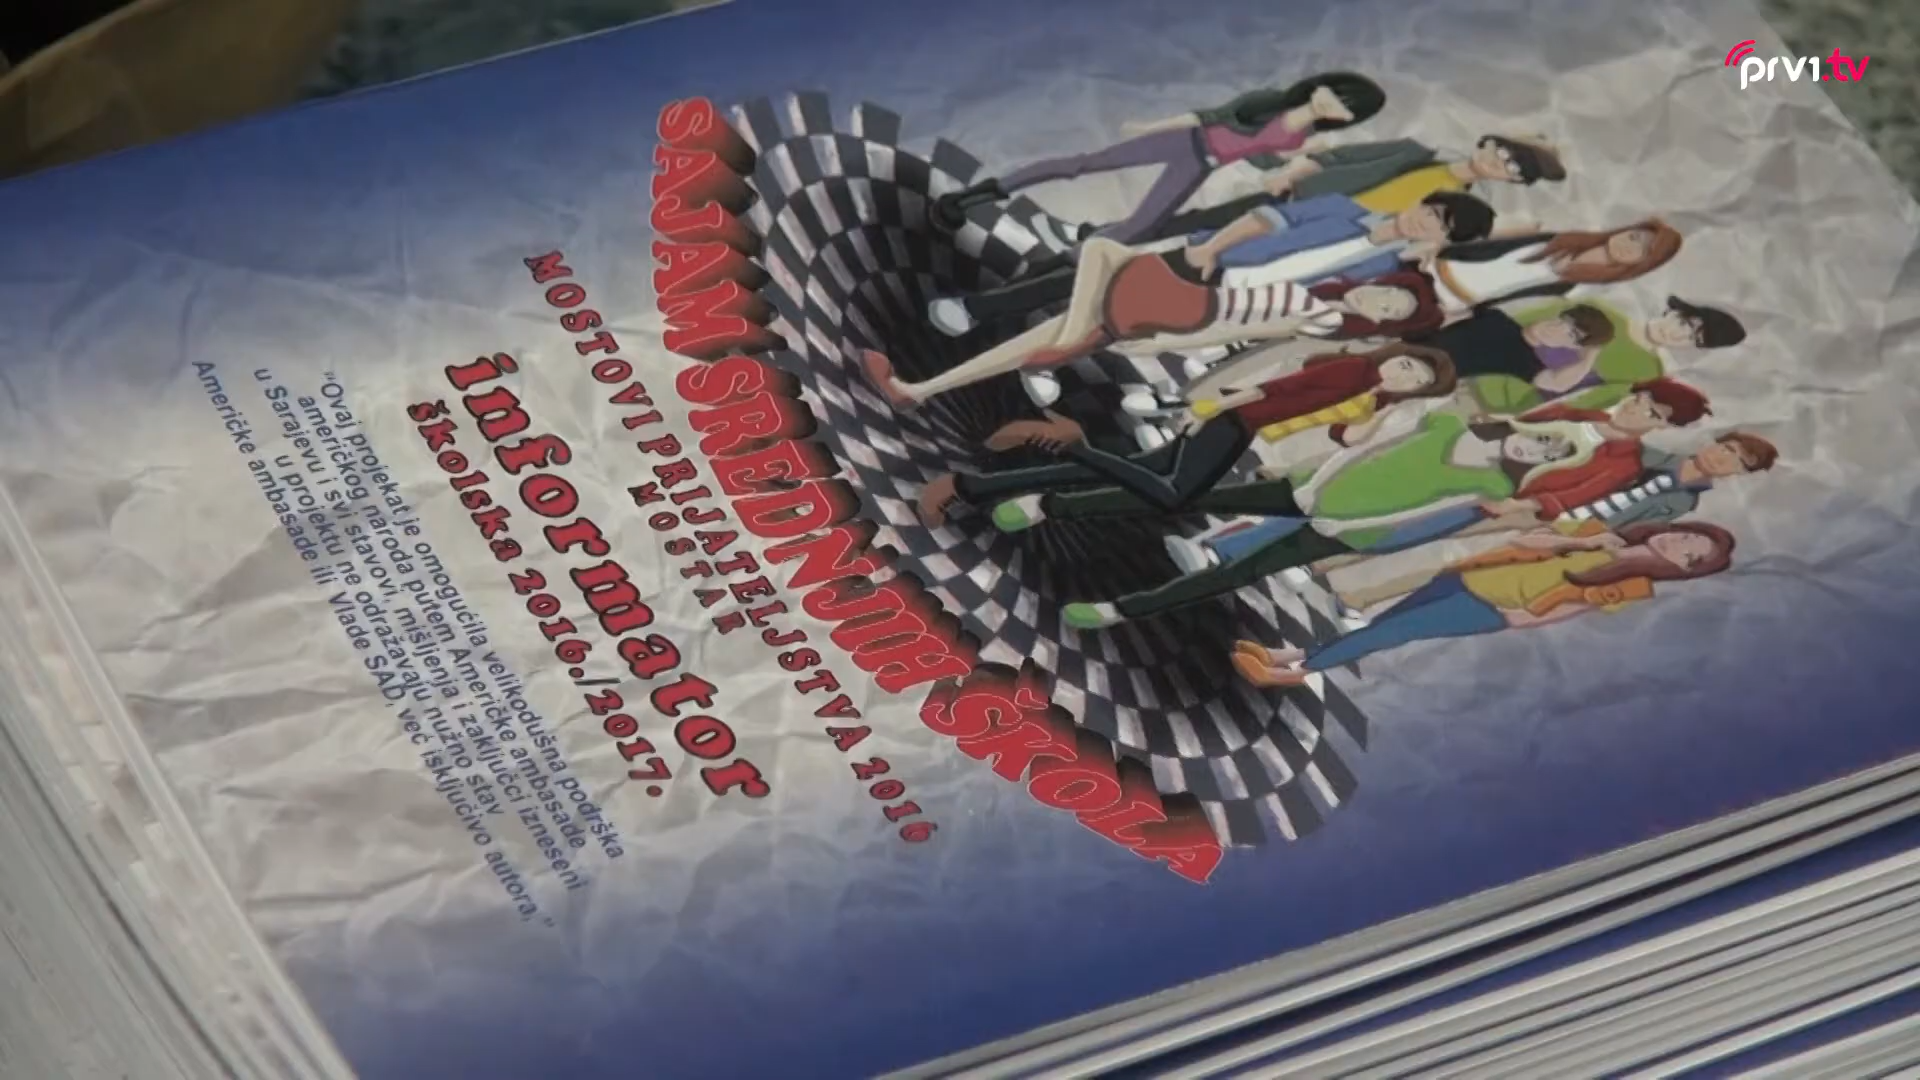 prv1.tv
SAJAM SREDNJIH ŠKOLA
MOSTOVI PRIJATELJSTVA 2016
MOSTAR
informator
školska 2016./2017.
"Ovaj projekat je omogućila velikodušna podrška
američkog naroda putem Američke ambasade
u Sarajevu i svi stavovi, mišljenja i zaključci izneseni
u projektu ne odražavaju nužno stav
Američke ambasade ili Vlade SAD, već isključivo autora."